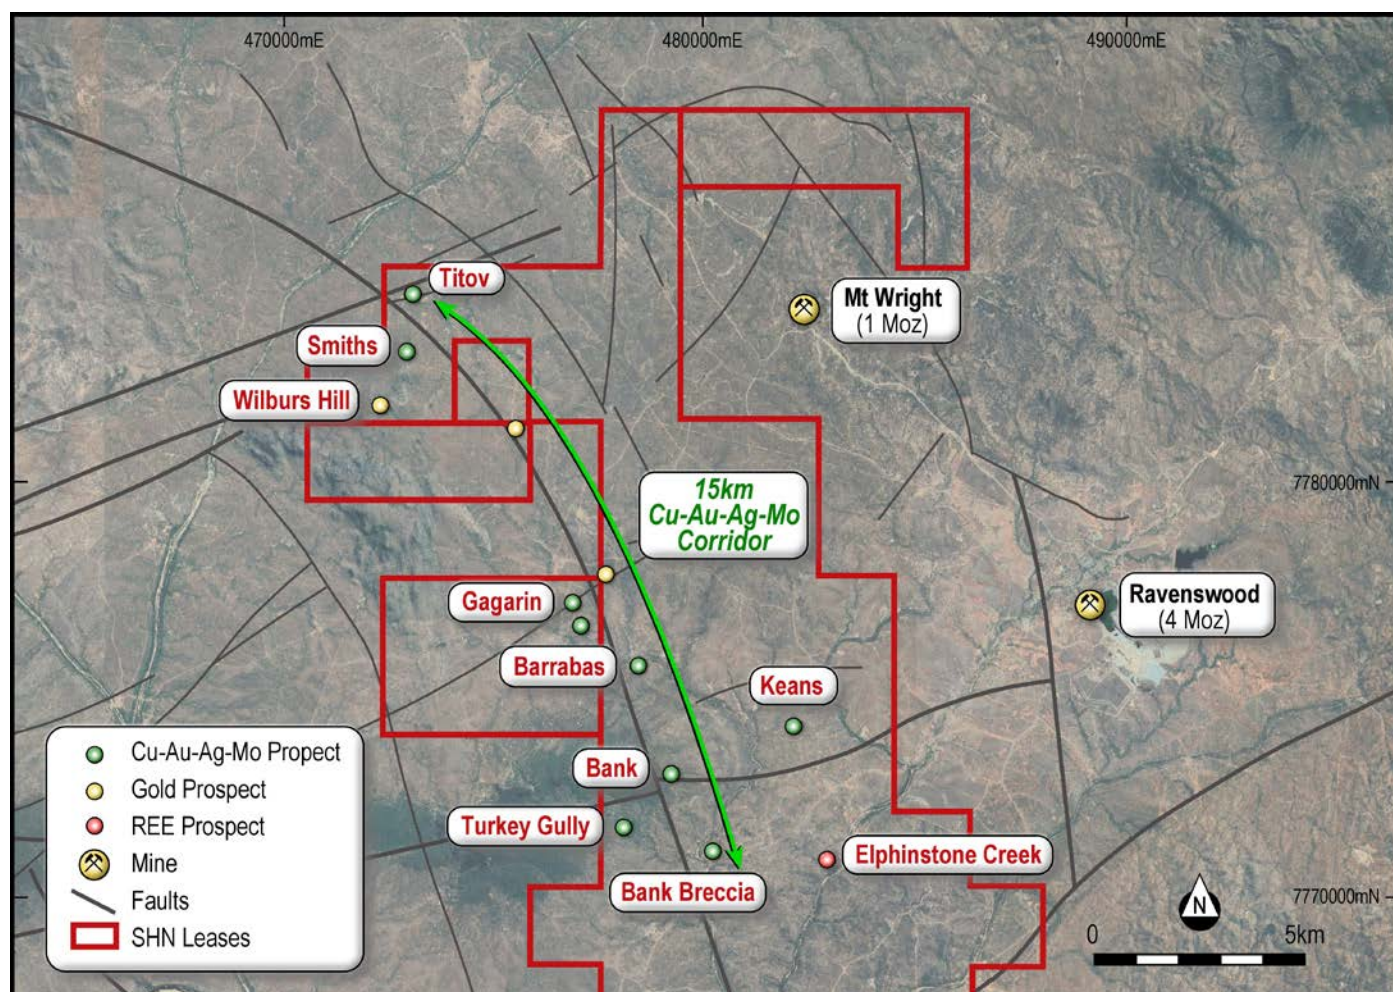 470000mE
480000mE
490000mE
Titov
Mt Wright
(1 Moz)
Smiths
Wilburs Hill
7780000mN
15km
Cu-Au-Ag-Mo
Corridor
Gagarin
Ravenswood
(4 Moz)
Barrabas
Keans
Bank
Turkey Gully
Elphinstone Creek
Bank Breccia
7770000mN
Cu-Au-Ag-Mo Propect
Gold Prospect
REE Prospect
Mine
Faults
SHN Leases
N
0
5km